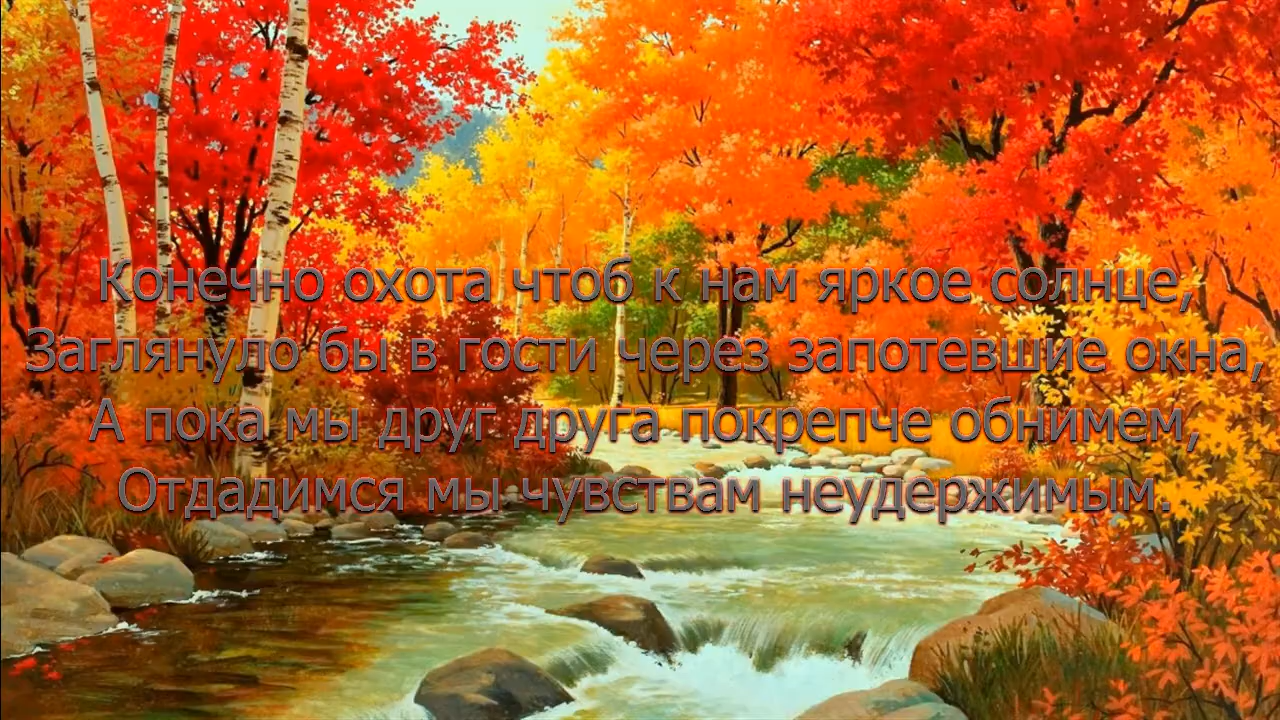 Конечно охота чтоб к нам яркое солнце,
Заглянуло бы в гости через запотевшие окна,
А пока мы друг друга покрепче обнимем,
Отдадимся мы чувствам неудержимым.